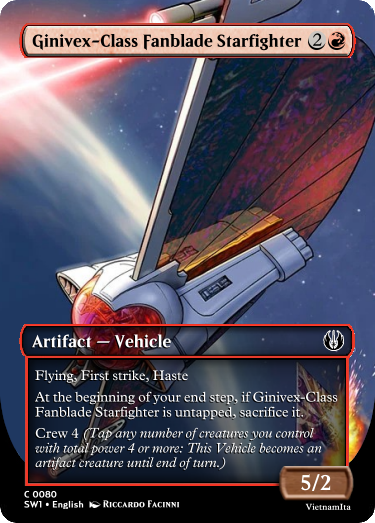 Ginivex-Class Fanblade Starfighter 2
Artifact — Vehicle
Flying, First strike, Haste
At the beginning of your end step, if Ginivex-Class
Fanblade Starfighter is untapped, sacrifice it.
Crew 4 (Tap any number of creatures you control
with total power 4 or more: This Vehicle becomes an
artifact creature until end of turn.)
5/2
C 0080
SW1 • English Riccardo Facinni
VietnamIta